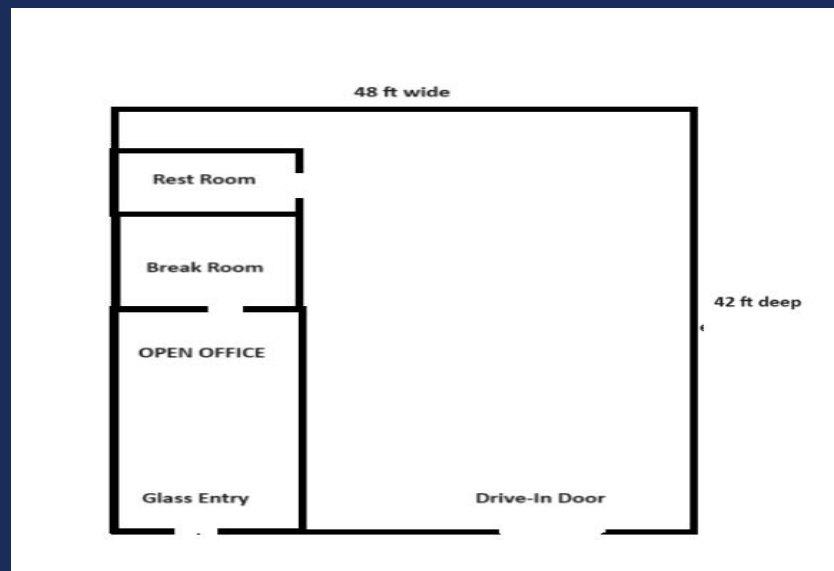 48 ft wide
Rest Room
Break Room
42 ft deep
OPEN OFFICE
Glass Entry
Drive-In Door